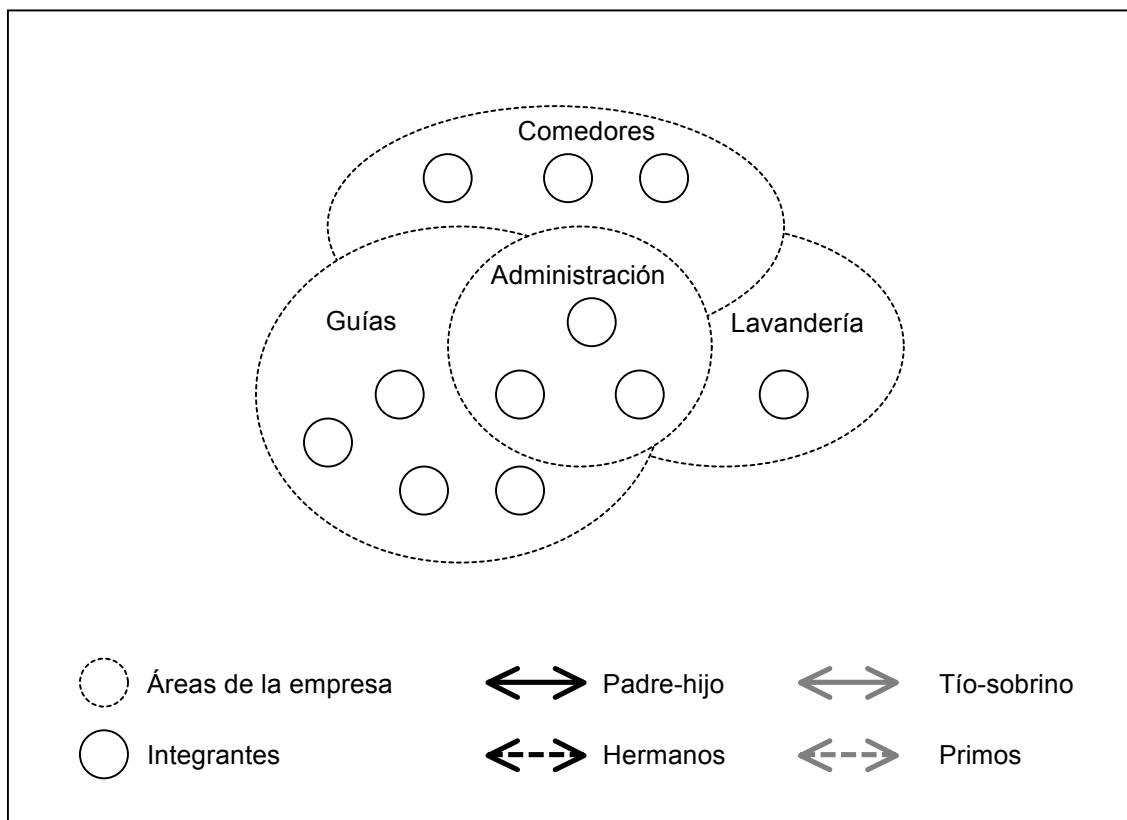 Comedores
Administración
Guías
Lavandería
Áreas de la empresa
Padre-hijo
Tío-sobrino
Integrantes
Hermanos
Primos